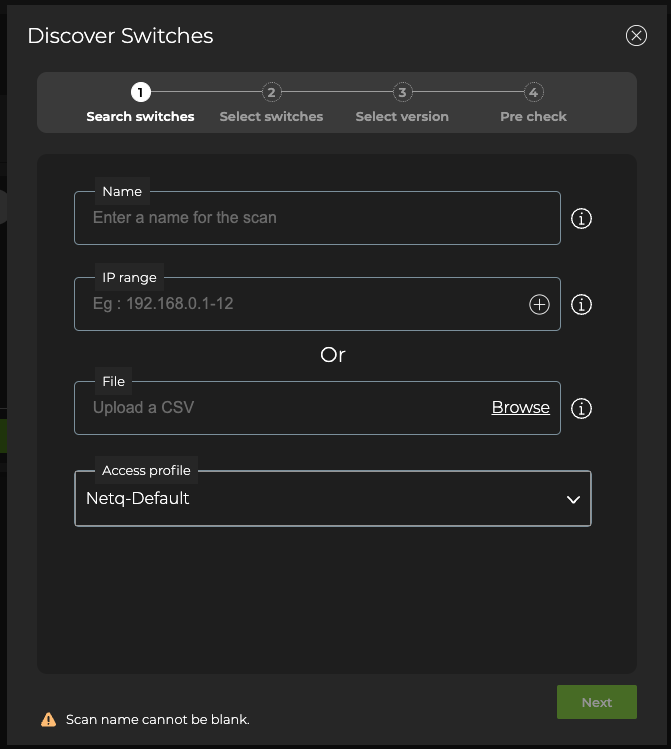 Discover Switches
1 2 3 4
Search switches Select switches Select version Pre check
Name
Enter a name for the scan
IP range
Eg : 192.168.0.1-12
Or
File
Upload a CSV Browse
Access profile
Netq-Default
Next
Scan name cannot be blank.